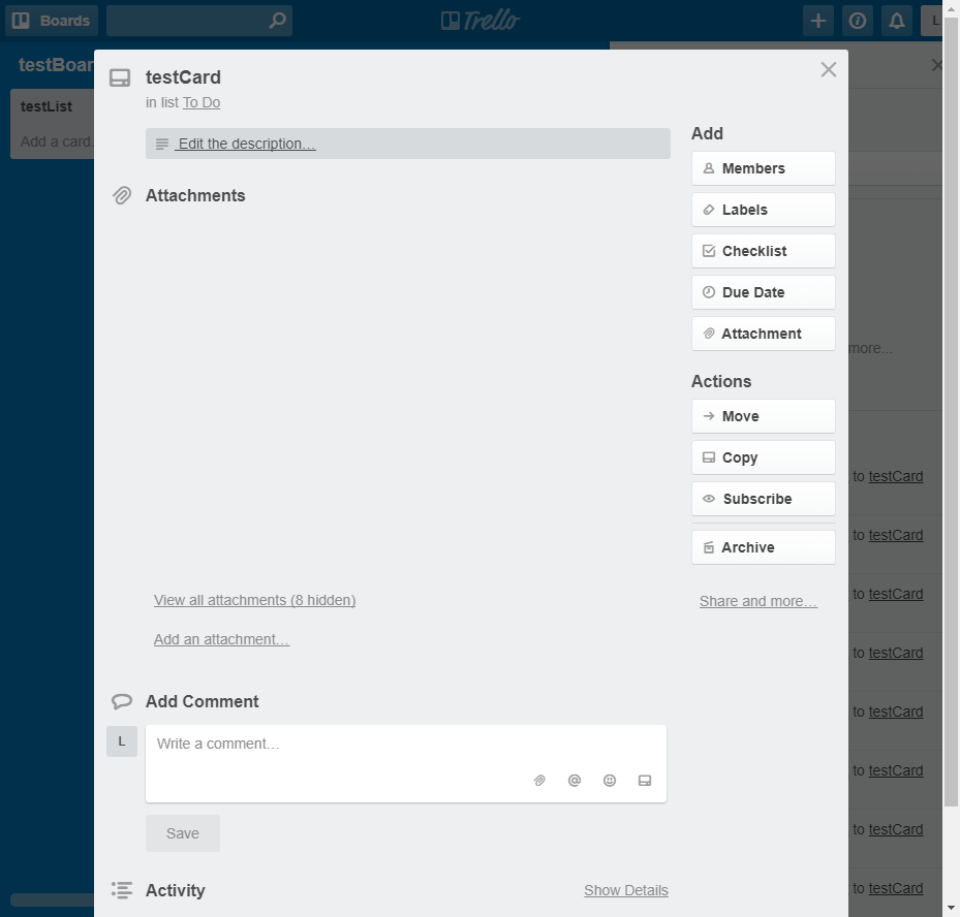 Boards
Trello
L
testBoar
testList
Add a card.
testCard
in list To Do
Edit the description…
Attachments
View all attachments (8 hidden)
Add an attachment…
Add Comment
L
Write a comment…
@
Save
Activity
Show Details
Add
Members
Labels
Checklist
Due Date
Attachment
Actions
Move
Copy
Subscribe
Archive
Share and more…
more...
to testCard
to testCard
to testCard
to testCard
to testCard
to testCard
to testCard
to testCard